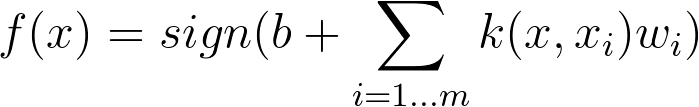 f(x) = sign(b + ∑_{i=1...m} k(x, x_i)w_i)